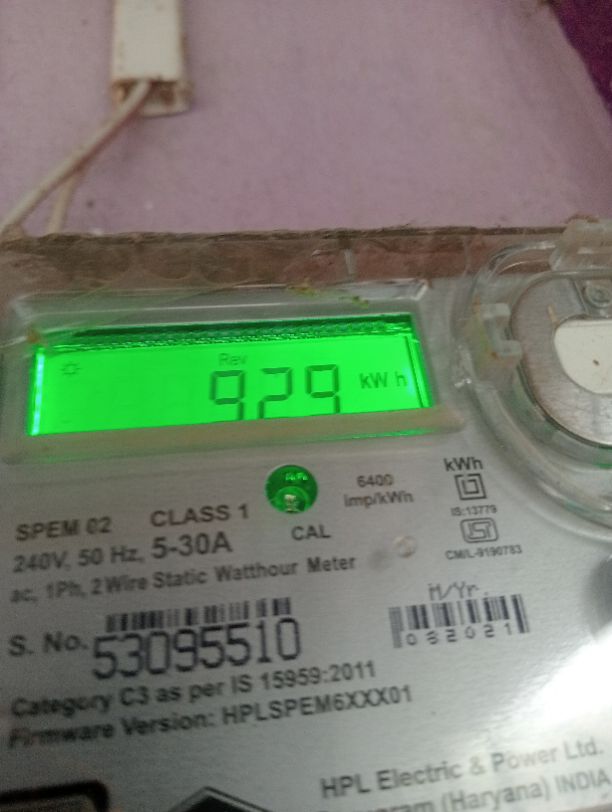 Rev
929 kWh
6400
imp/kWh
kWh
IS:13779
CM/L-9190783
SPEM 02 CLASS 1
CAL
240V, 50 Hz, 5-30A
ac, 1Ph, 2 Wire Static Watthour Meter
M/Yr.
082021
S. No. 53095510
Category C3 as per IS 15959:2011
Firmware Version: HPLSPEM6XXX01
HPL Electric & Power Ltd.
(Haryana) INDIA